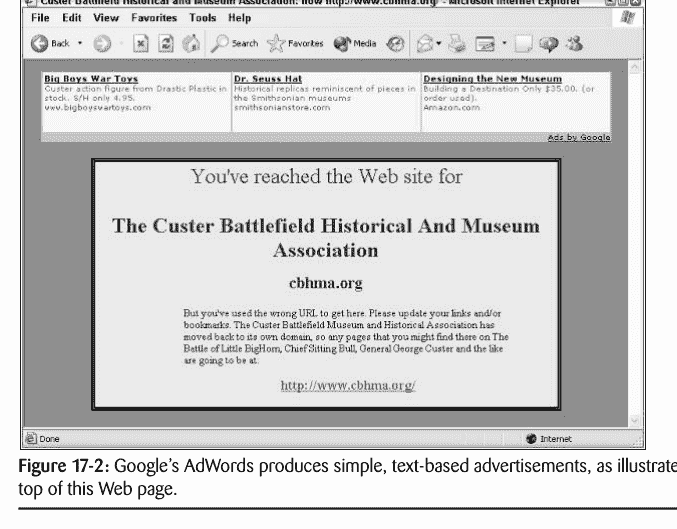 Custer Battlefield Historical and Museum Association: now http://www.cbhma.org/ - Microsoft Internet Explorer
File Edit View Favorites Tools Help
Back Search Favorites Media
Big Boys War Toys
Custer action figure from Drastic Plastic in
stock. S/H only 4.95.
www.bigboyswartoys.com
Dr. Seuss Hat
Historical replicas reminiscent of pieces in
the Smithsonian museums
smithsonianstore.com
Designing the New Museum
Building a Destination Only $35.00. (or
order used).
Amazon.com
Ads by Google
You've reached the Web site for
The Custer Battlefield Historical And Museum
Association
cbhma.org
But you've used the wrong URL to get here. Please update your links and/or
bookmarks. The Custer Battlefield Museum and Historical Association has
moved back to its own domain, so any pages that you might find there on The
Battle of Little BigHorn, Chief Sitting Bull, General George Custer and the like
are going to be at:
http://www.cbhma.org/
Done Internet
Figure 17-2: Google's AdWords produces simple, text-based advertisements, as illustrate
top of this Web page.